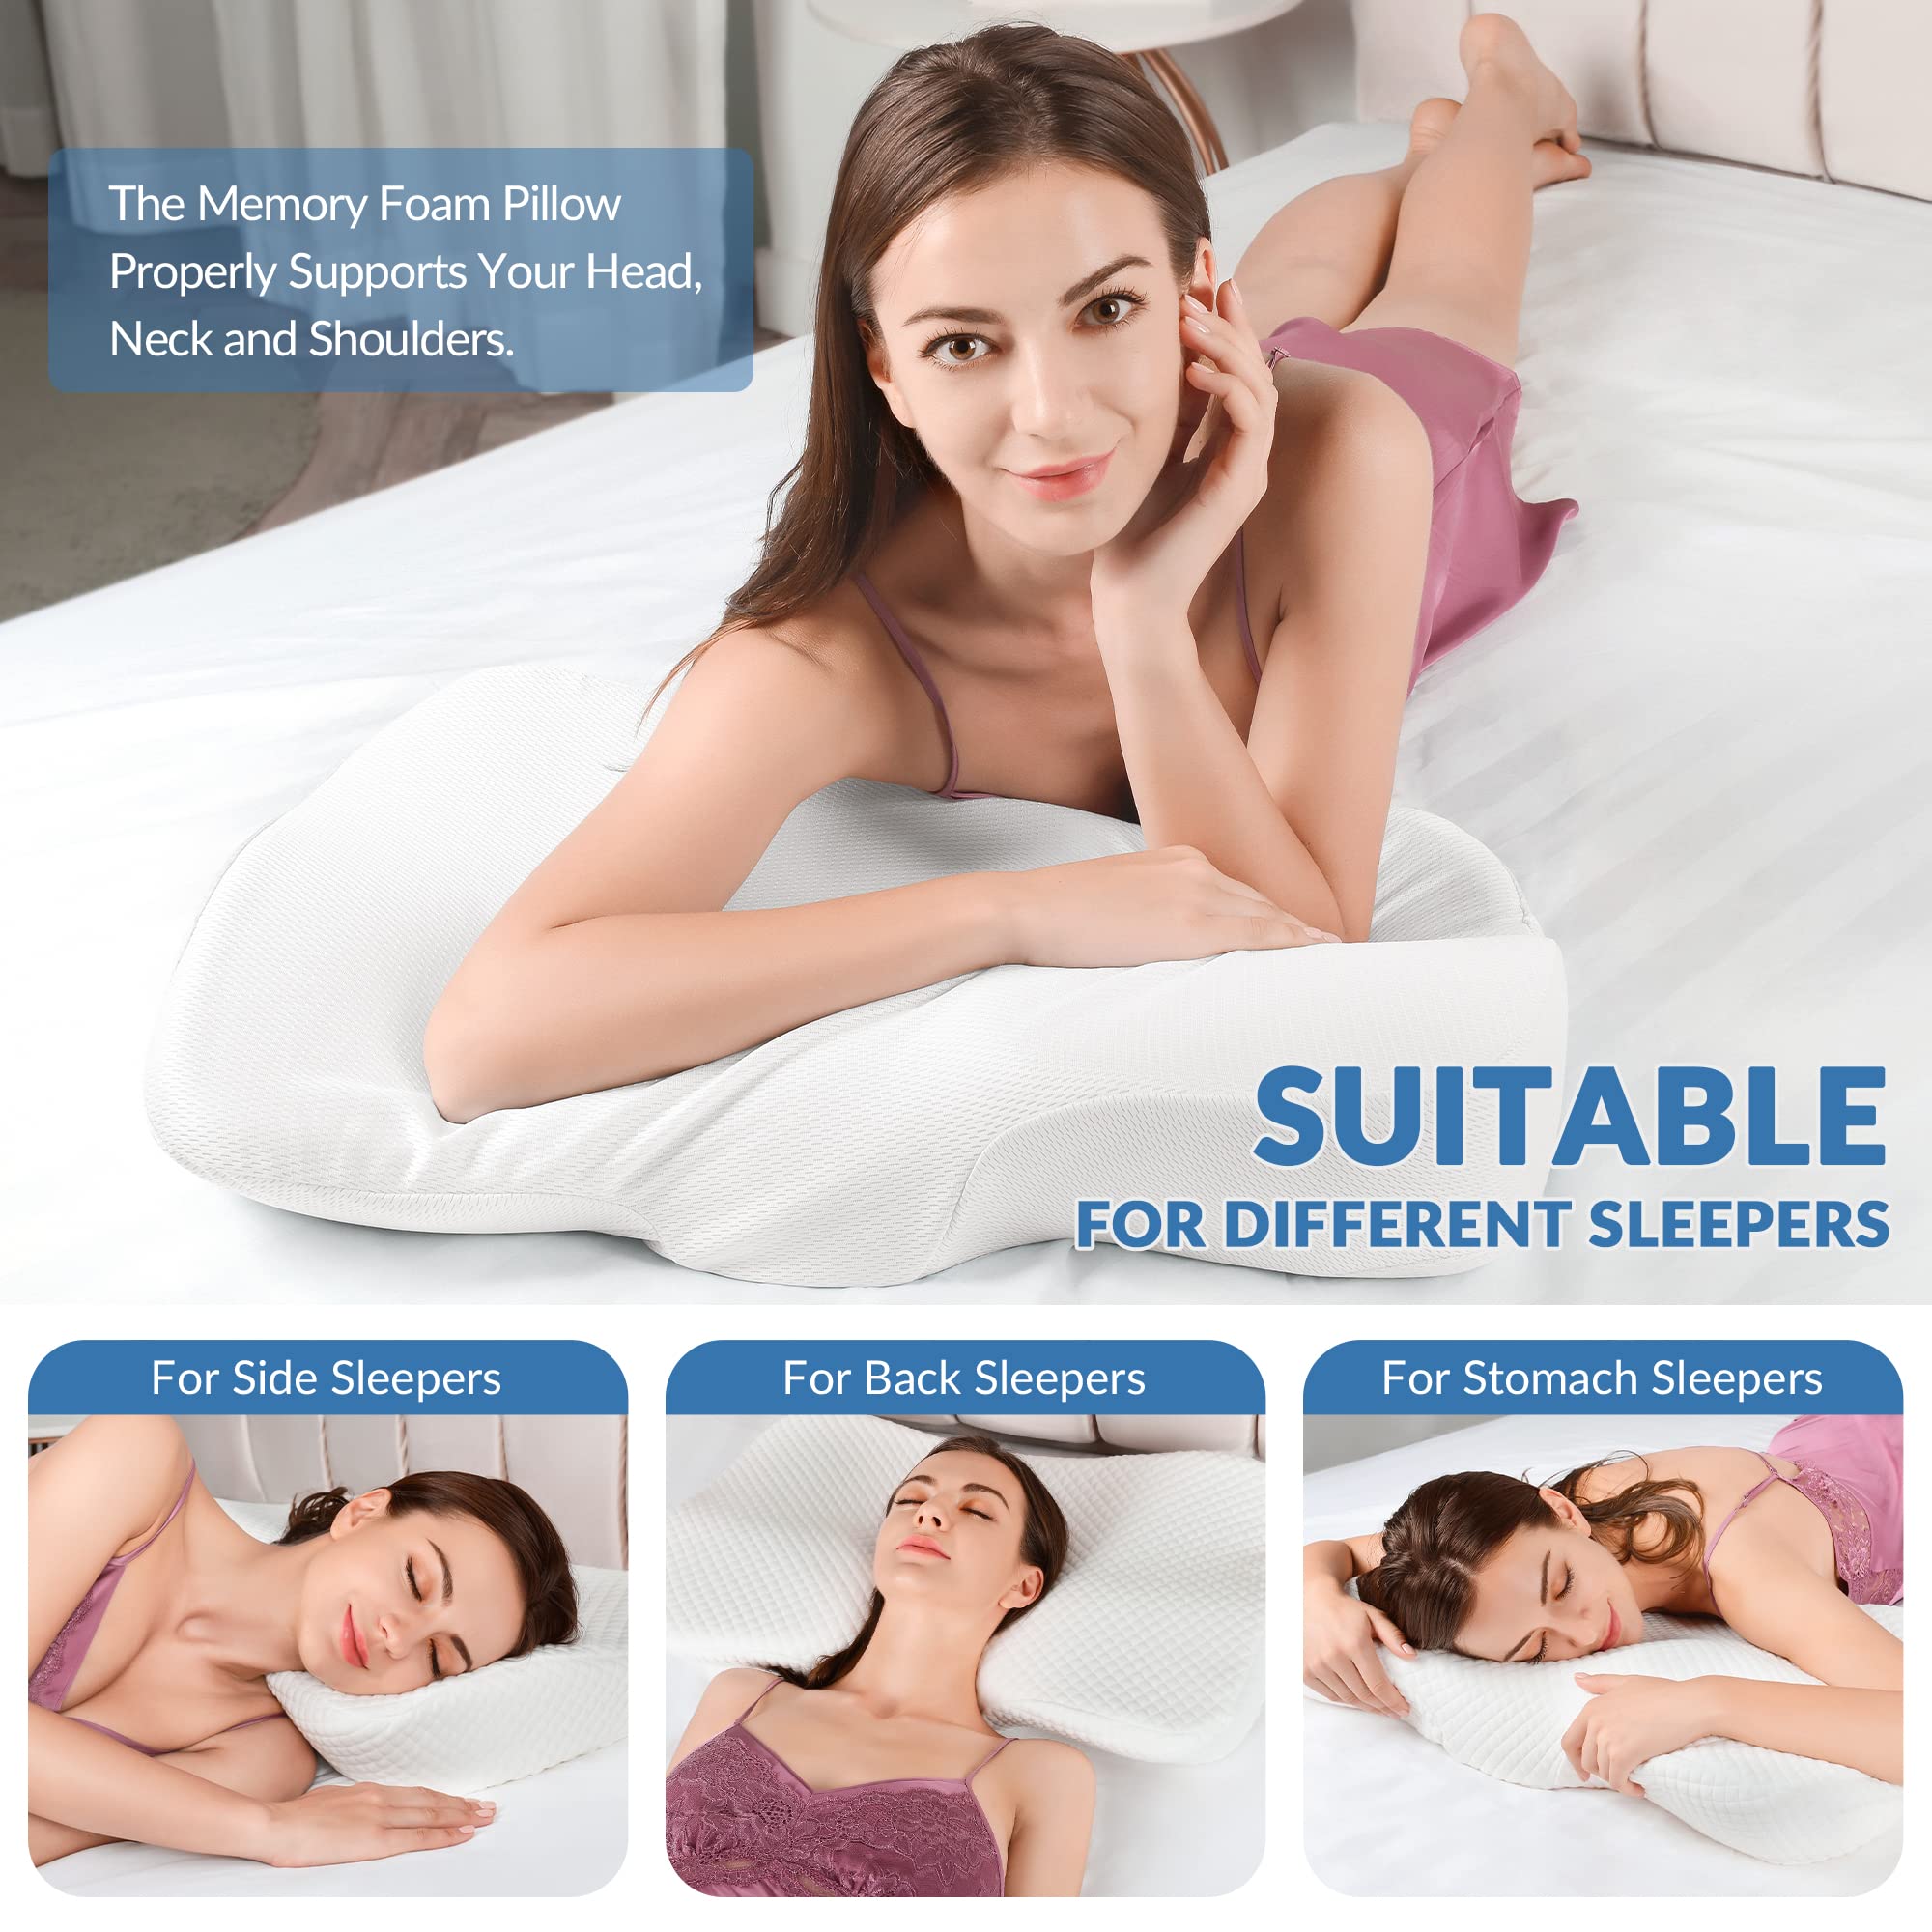 The Memory Foam Pillow
Properly Supports Your Head,
Neck and Shoulders.
SUITABLE
FOR DIFFERENT SLEEPERS
For Side Sleepers
For Back Sleepers
For Stomach Sleepers